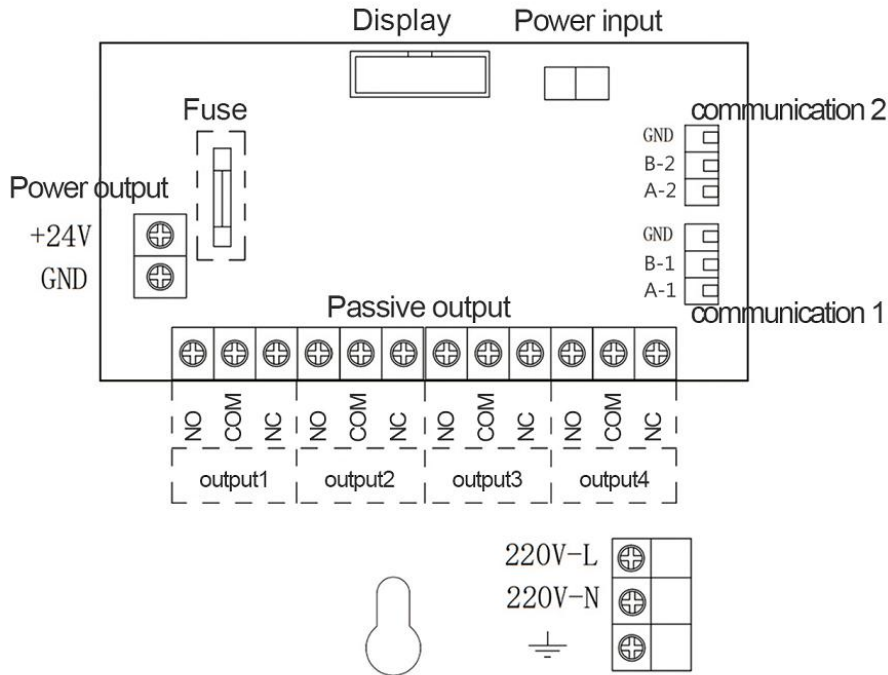 Display
Power input
Fuse
communication 2
GND
B-2
A-2
Power output
+24V
GND
GND
B-1
A-1
communication 1
Passive output
NO COM NC NO COM NC NO COM NC NO COM NC
output1 output2 output3 output4
220V-L
220V-N